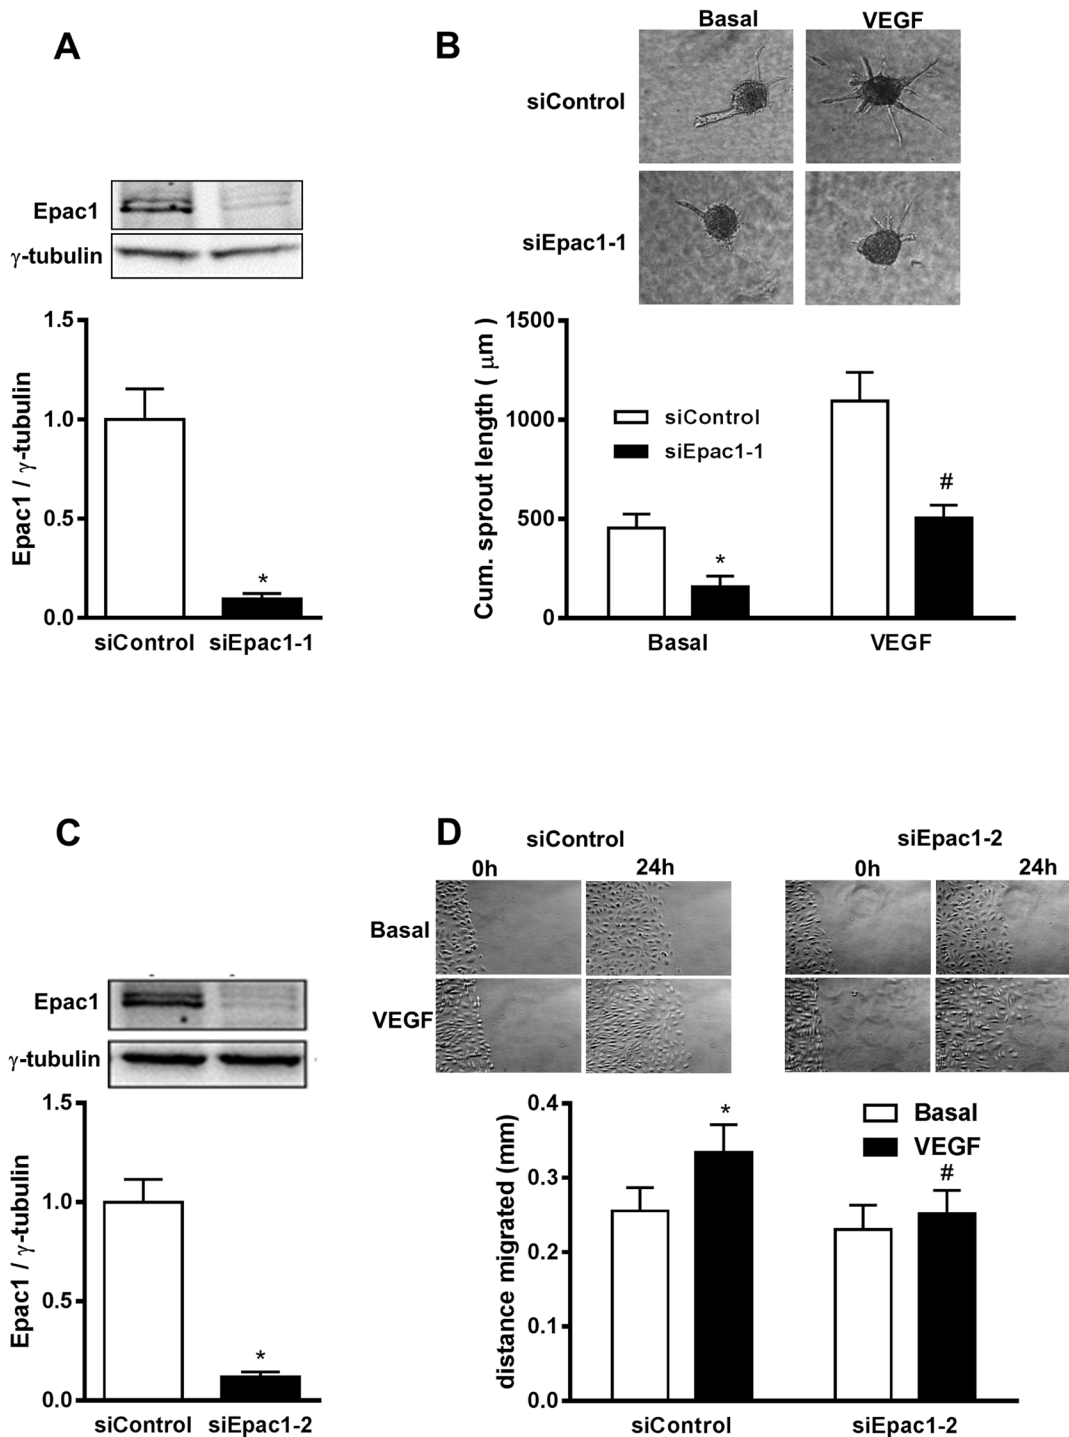 A
Epac1
γ-tubulin
Epac1 / γ-tubulin
1.5
1.0
0.5
0.0
*
siControl siEpac1-1
B
Basal VEGF
siControl
siEpac1-1
Cum. sprout length ( μm )
1500
1000
500
0
siControl
siEpac1-1
*
#
Basal VEGF
C
Epac1
γ-tubulin
Epac1 / γ-tubulin
1.5
1.0
0.5
0.0
*
siControl siEpac1-2
D
siControl siEpac1-2
0h 24h 0h 24h
Basal
VEGF
distance migrated (mm)
0.4
0.3
0.2
0.1
0.0
Basal
VEGF
*
#
siControl siEpac1-2